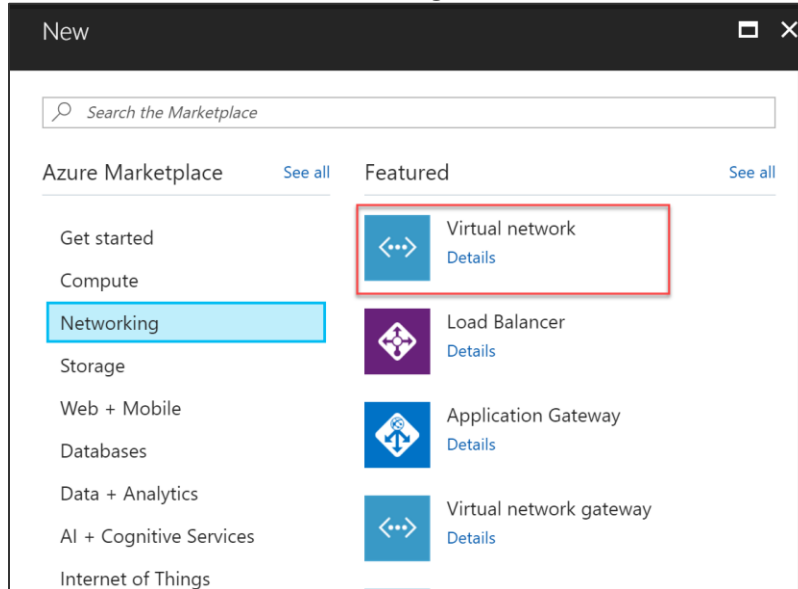 New
Search the Marketplace
Azure Marketplace See all
Featured See all
Get started
Compute
Networking
Storage
Web + Mobile
Databases
Data + Analytics
AI + Cognitive Services
Internet of Things
Virtual network
Details
Load Balancer
Details
Application Gateway
Details
Virtual network gateway
Details